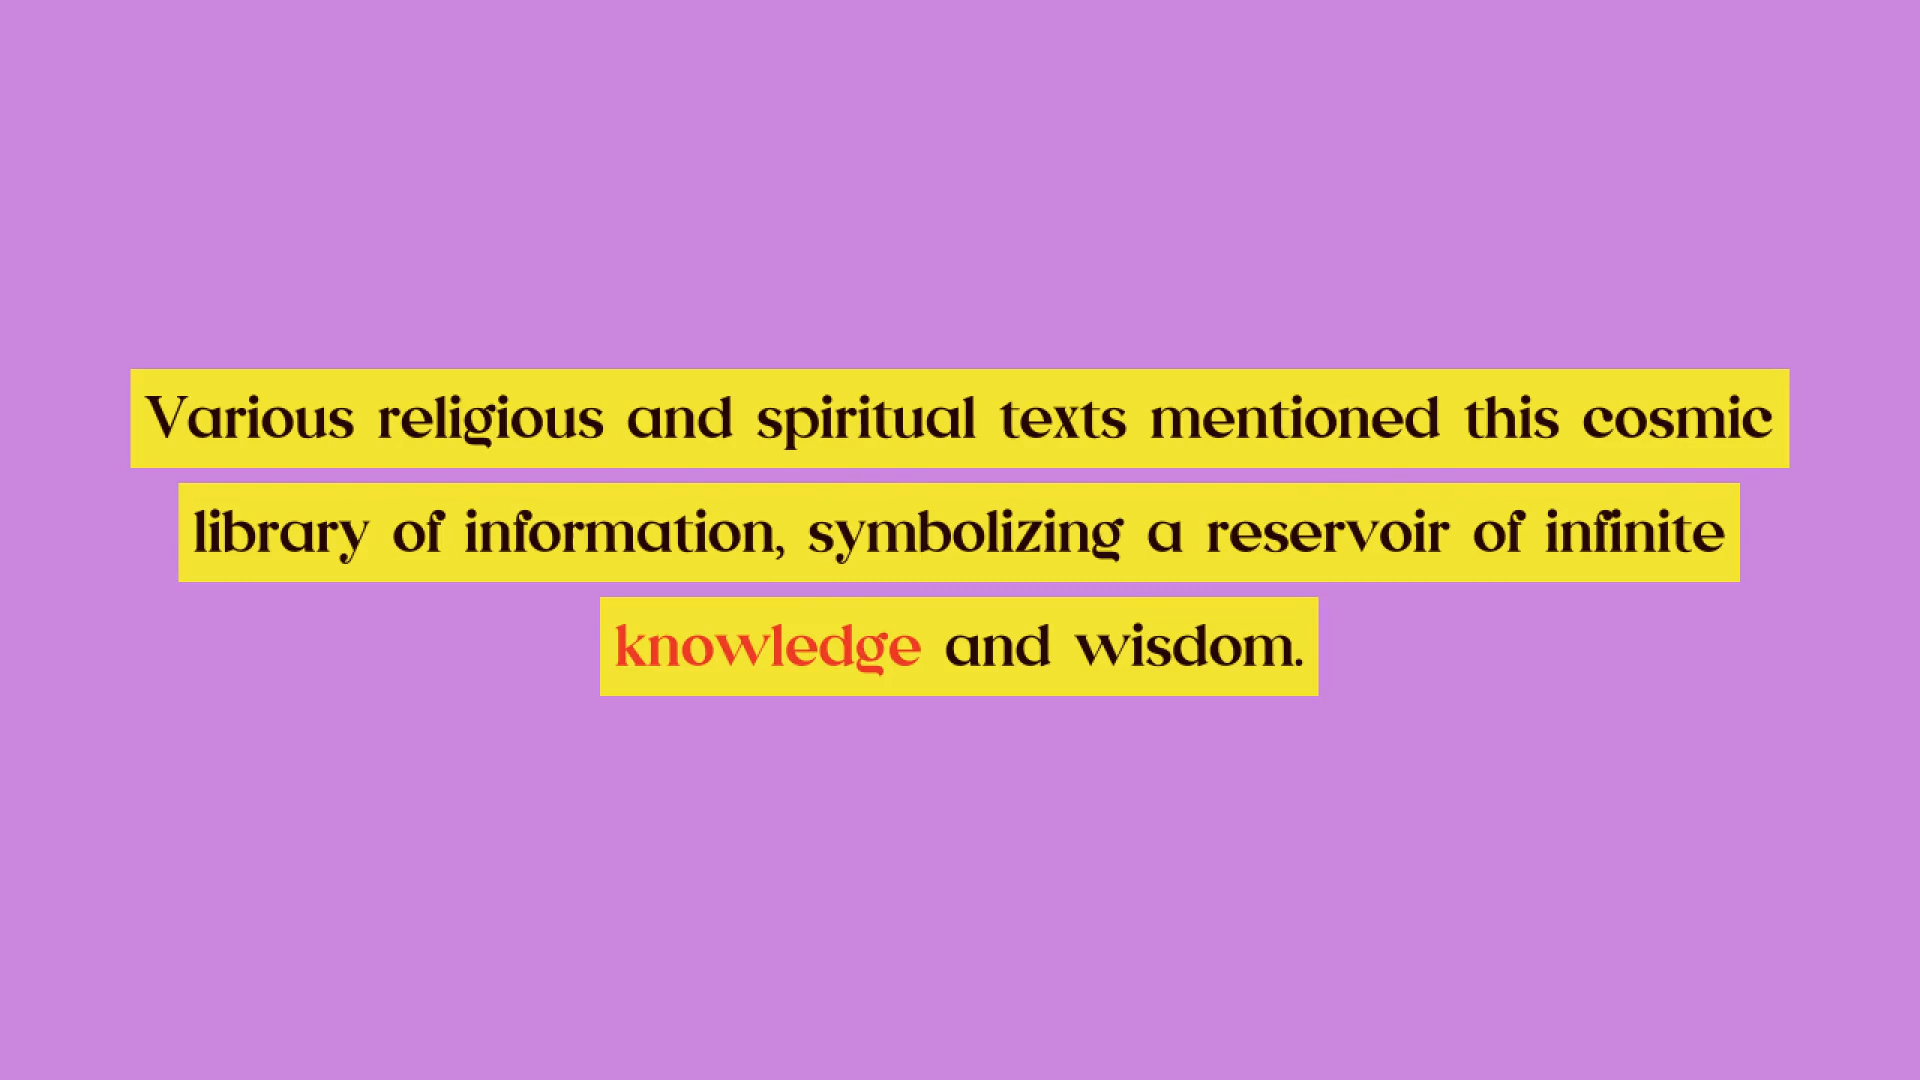 Various religious and spiritual texts mentioned this cosmic
library of information, symbolizing a reservoir of infinite
knowledge and wisdom.